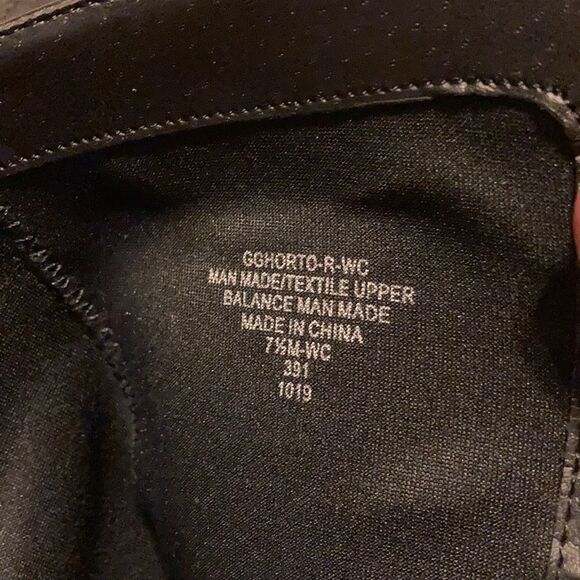 GGHORTO-R-WC
MAN MADE/TEXTILE UPPER
BALANCE MAN MADE
MADE IN CHINA
7½M-WC
391
1019